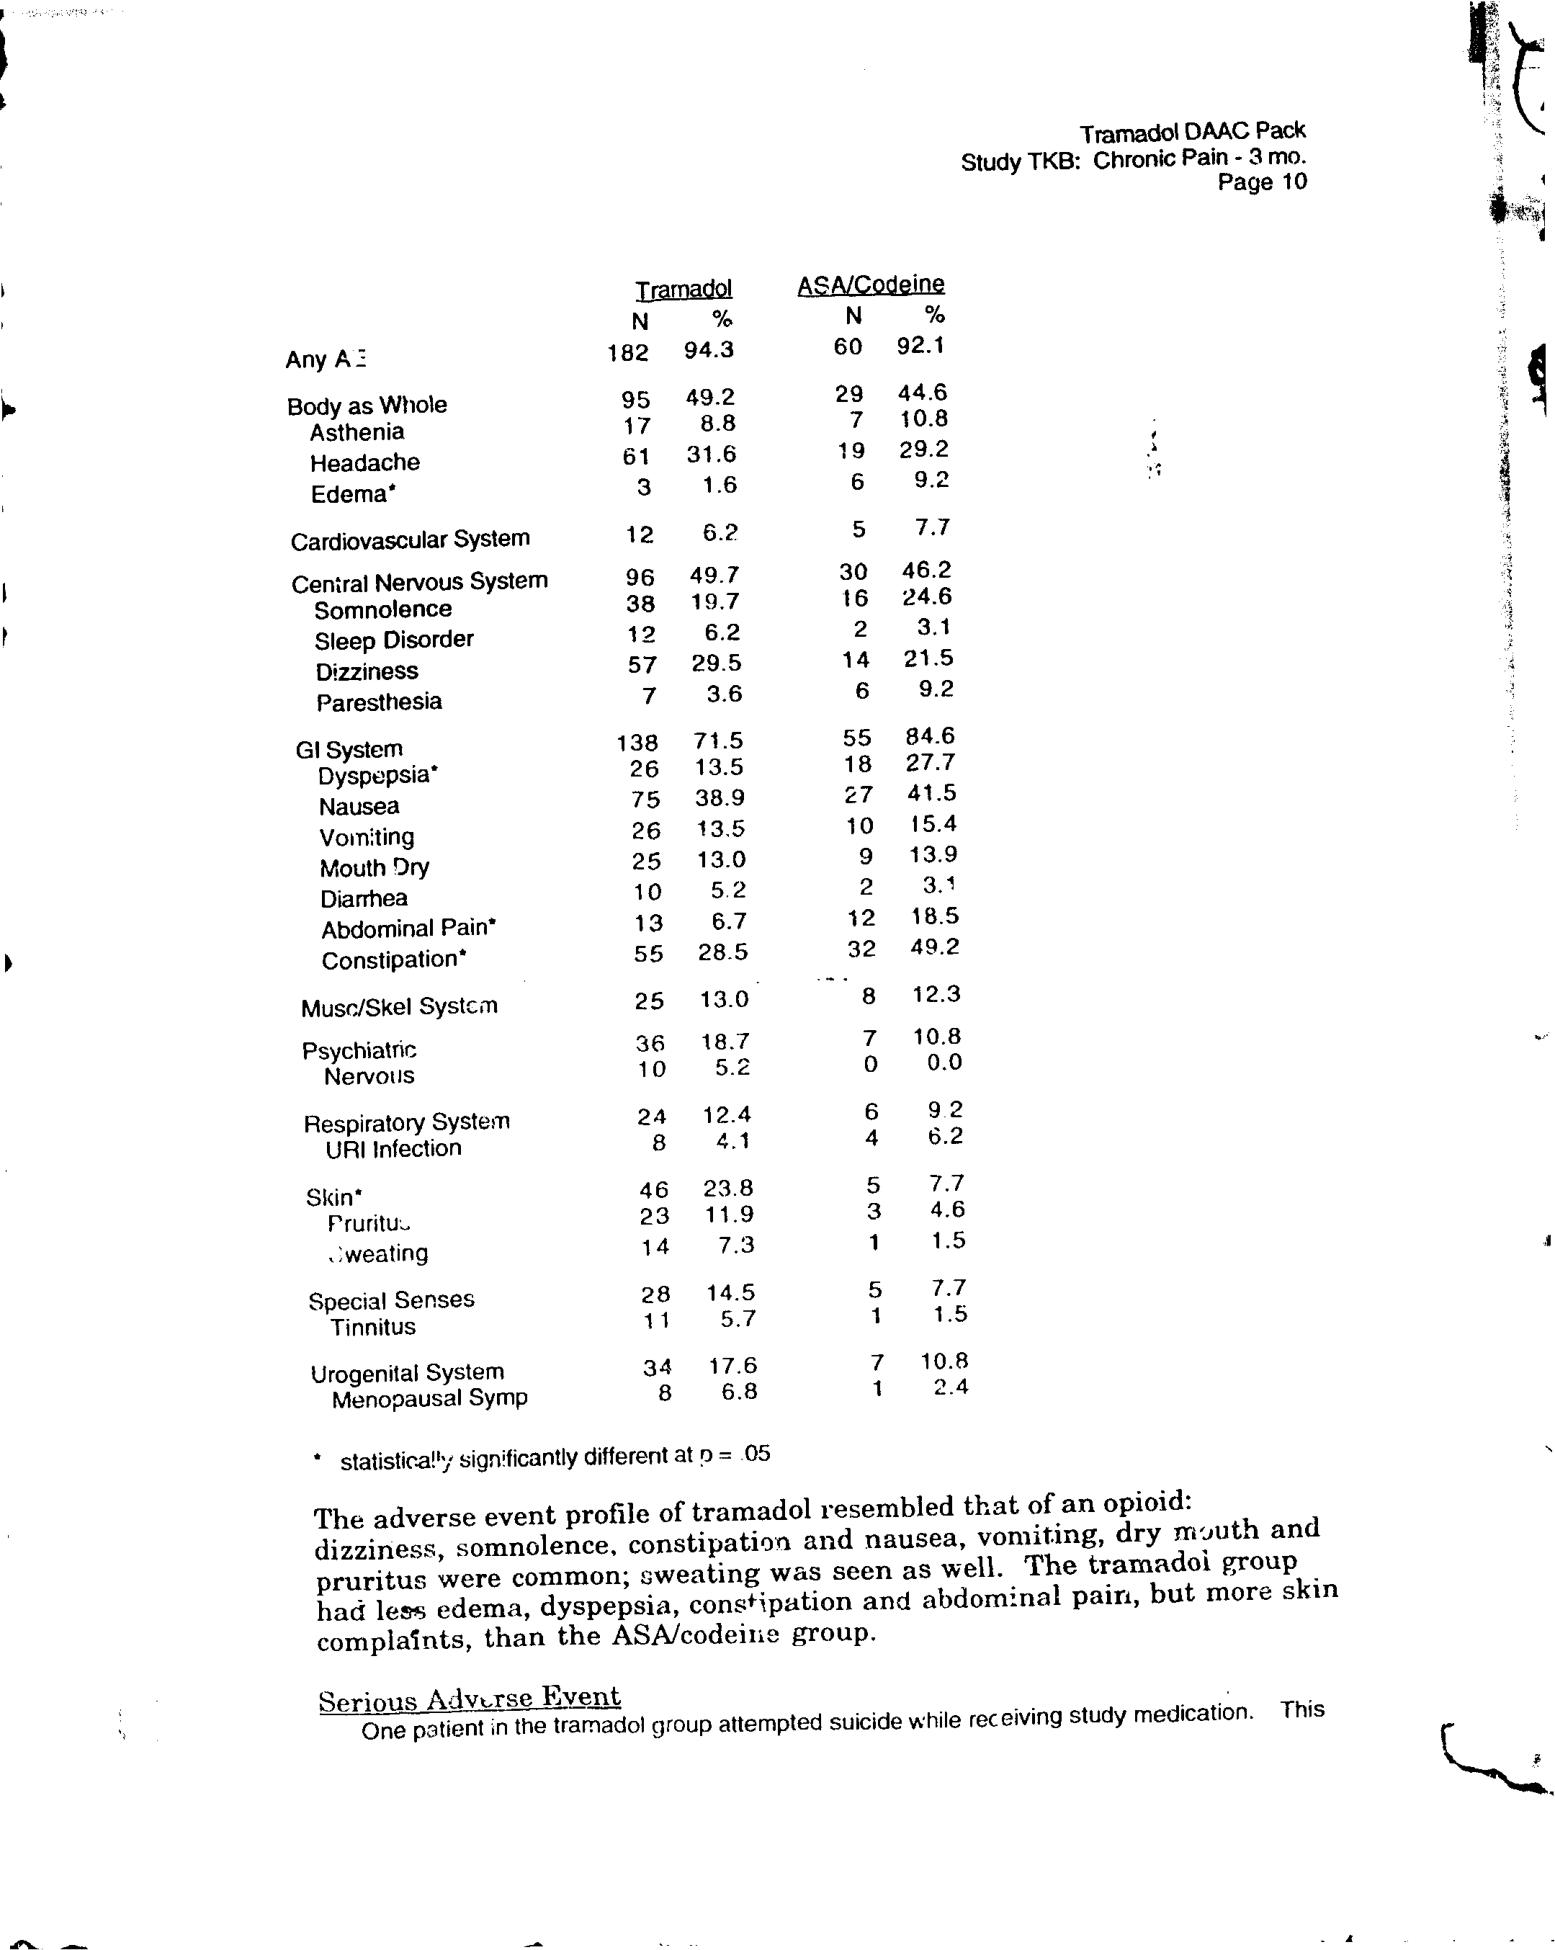 Tramadol DAAC Pack
Study TKB: Chronic Pain - 3 mo.
Page 10
Tramadol ASA/Codeine
N % N %
Any AE 182 94.3 60 92.1
Body as Whole 95 49.2 29 44.6
Asthenia 17 8.8 7 10.8
Headache 61 31.6 19 29.2
Edema* 3 1.6 6 9.2
Cardiovascular System 12 6.2 5 7.7
Central Nervous System 96 49.7 30 46.2
Somnolence 38 19.7 16 24.6
Sleep Disorder 12 6.2 2 3.1
Dizziness 57 29.5 14 21.5
Paresthesia 7 3.6 6 9.2
GI System 138 71.5 55 84.6
Dyspepsia* 26 13.5 18 27.7
Nausea 75 38.9 27 41.5
Vomiting 26 13.5 10 15.4
Mouth Dry 25 13.0 9 13.9
Diarrhea 10 5.2 2 3.1
Abdominal Pain* 13 6.7 12 18.5
Constipation* 55 28.5 32 49.2
Musc/Skel System 25 13.0 8 12.3
Psychiatric 36 18.7 7 10.8
Nervous 10 5.2 0 0.0
Respiratory System 24 12.4 6 9.2
URI Infection 8 4.1 4 6.2
Skin* 46 23.8 5 7.7
Pruritus 23 11.9 3 4.6
Sweating 14 7.3 1 1.5
Special Senses 28 14.5 5 7.7
Tinnitus 11 5.7 1 1.5
Urogenital System 34 17.6 7 10.8
Menopausal Symp 8 6.8 1 2.4
* statistically significantly different at p = .05
The adverse event profile of tramadol resembled that of an opioid:
dizziness, somnolence, constipation and nausea, vomiting, dry mouth and
pruritus were common; sweating was seen as well. The tramadol group
had less edema, dyspepsia, constipation and abdominal pain, but more skin
complaints, than the ASA/codeine group.
Serious Adverse Event
One patient in the tramadol group attempted suicide while receiving study medication. This